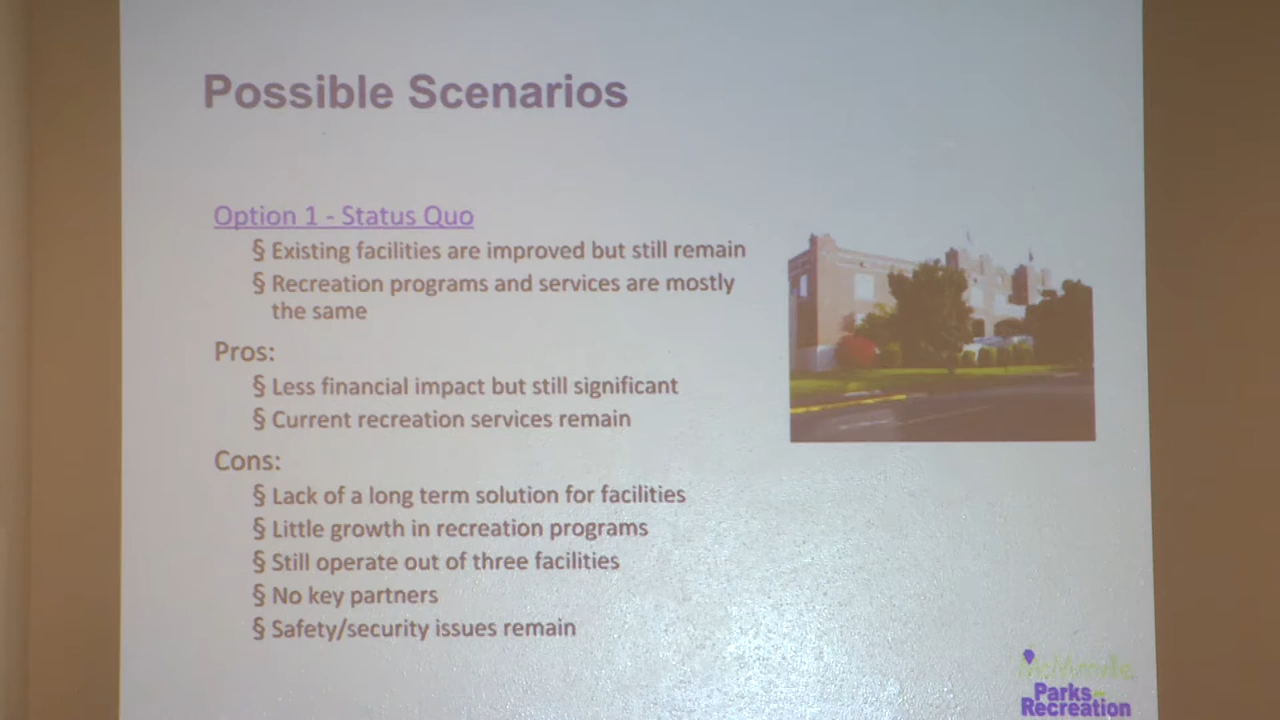 Possible Scenarios
Option 1 - Status Quo
§ Existing facilities are improved but still remain
§ Recreation programs and services are mostly
the same
Pros:
§ Less financial impact but still significant
§ Current recreation services remain
Cons:
§ Lack of a long term solution for facilities
§ Little growth in recreation programs
§ Still operate out of three facilities
§ No key partners
§ Safety/security issues remain
Parks
Recreation